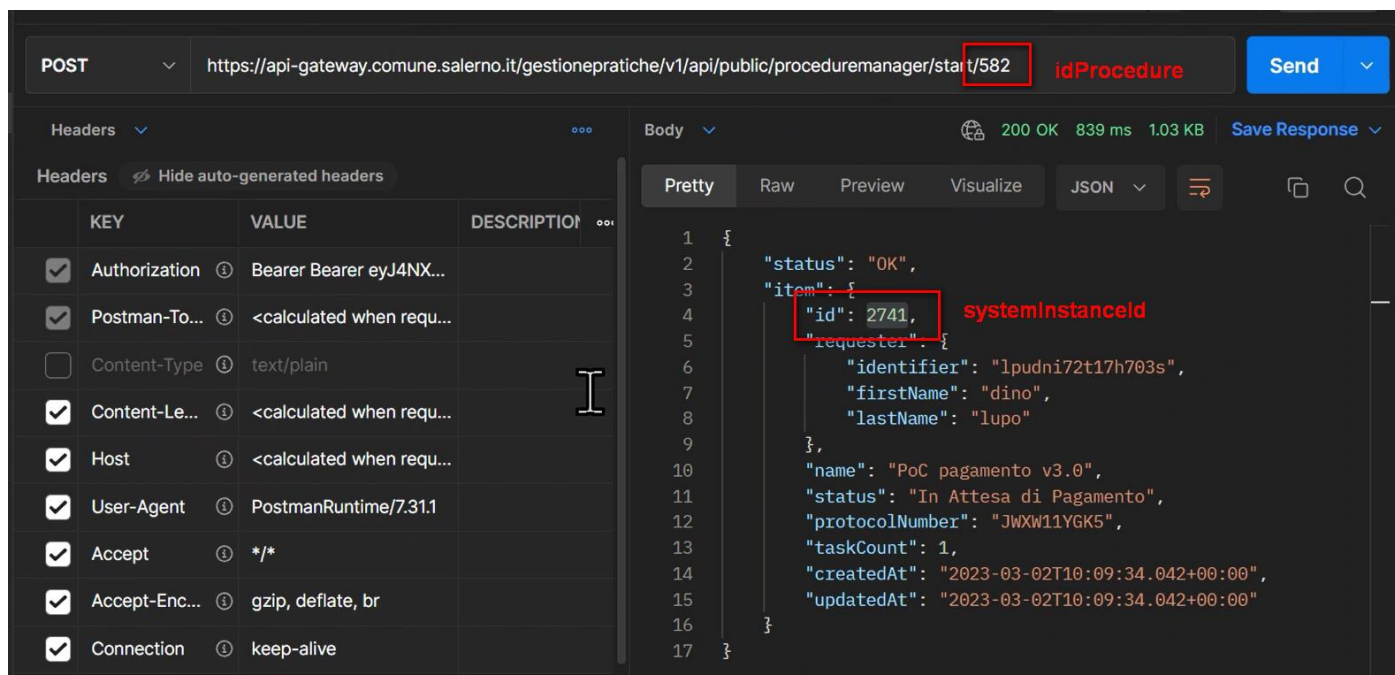 POST https://api-gateway.comune.salerno.it/gestionepratiche/v1/api/public/proceduremanager/start/582 idProcedure Send
Headers
Headers Hide auto-generated headers
KEY VALUE DESCRIPTION
Authorization Bearer Bearer eyJ4NX...
Postman-To... <calculated when requ...
Content-Type text/plain
Content-Le... <calculated when requ...
Host <calculated when requ...
User-Agent PostmanRuntime/7.31.1
Accept */*
Accept-Enc... gzip, deflate, br
Connection keep-alive
Body 200 OK 839 ms 1.03 KB Save Response
Pretty Raw Preview Visualize JSON
1 {
2 "status": "OK",
3 "item": {
4 "id": 2741, systemInstanceId
5 "requester": {
6 "identifier": "lpudni72t17h703s",
7 "firstName": "dino",
8 "lastName": "lupo"
9 },
10 "name": "PoC pagamento v3.0",
11 "status": "In Attesa di Pagamento",
12 "protocolNumber": "JWXW11YGK5",
13 "taskCount": 1,
14 "createdAt": "2023-03-02T10:09:34.042+00:00",
15 "updatedAt": "2023-03-02T10:09:34.042+00:00"
16 }
17 }